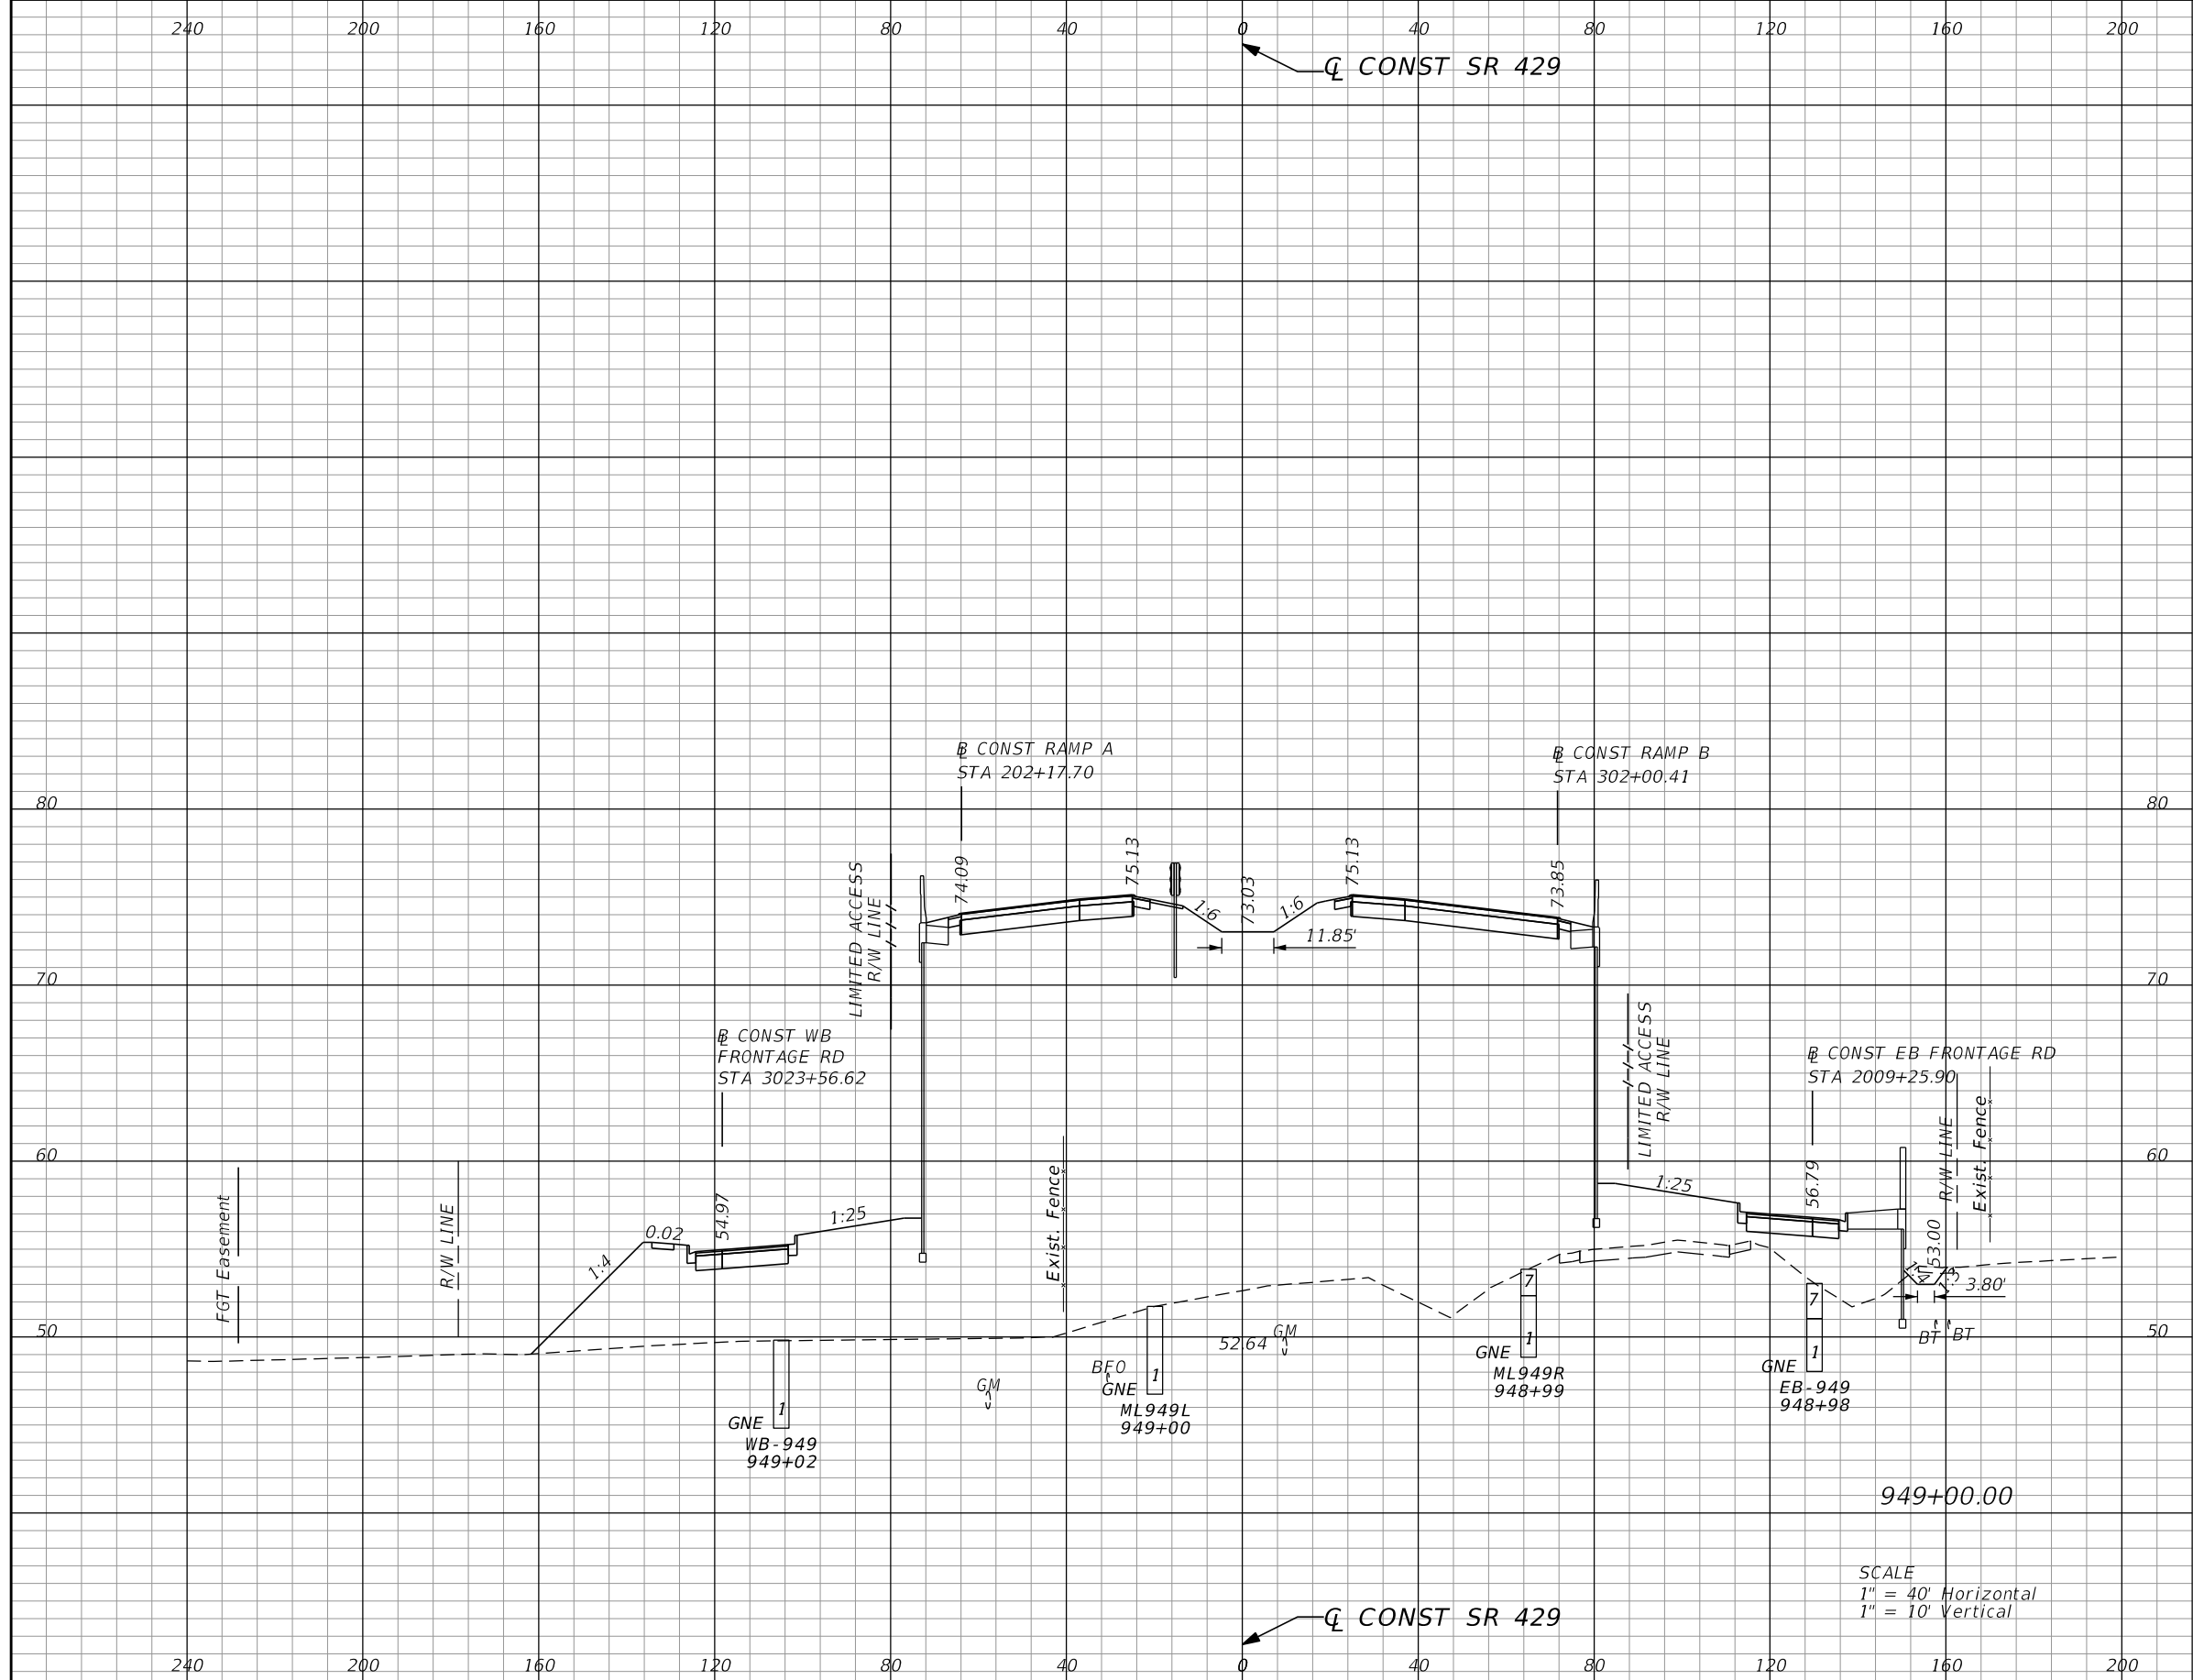 240 200 160 120 80 40 0 40 80 120 160 200
℄ CONST SR 429
℄ CONST RAMP A
STA 202+17.70
℄ CONST RAMP B
STA 302+00.41
80 80
LIMITED ACCESS
R/W LINE
74.09
75.13
1:6
73.03
1:6
11.85'
75.13
73.85
70 70
℄ CONST WB
FRONTAGE RD
STA 3023+56.62
LIMITED ACCESS
R/W LINE
℄ CONST EB FRONTAGE RD
STA 2009+25.90
60 60
FGT Easement
R/W LINE
1:4
0.02
54.97
1:25
Exist. Fence
1:25
56.79
R/W LINE
Exist. Fence
53.00
1:3
3.80'
BT BT
50 50
7
1
GNE
ML949R
948+99
7
1
GNE
EB-949
948+98
52.64
GM
GM
BFO
1
GNE
ML949L
949+00
1
GNE
WB-949
949+02
949+00.00
SCALE
1" = 40' Horizontal
1" = 10' Vertical
℄ CONST SR 429
240 200 160 120 80 40 0 40 80 120 160 200